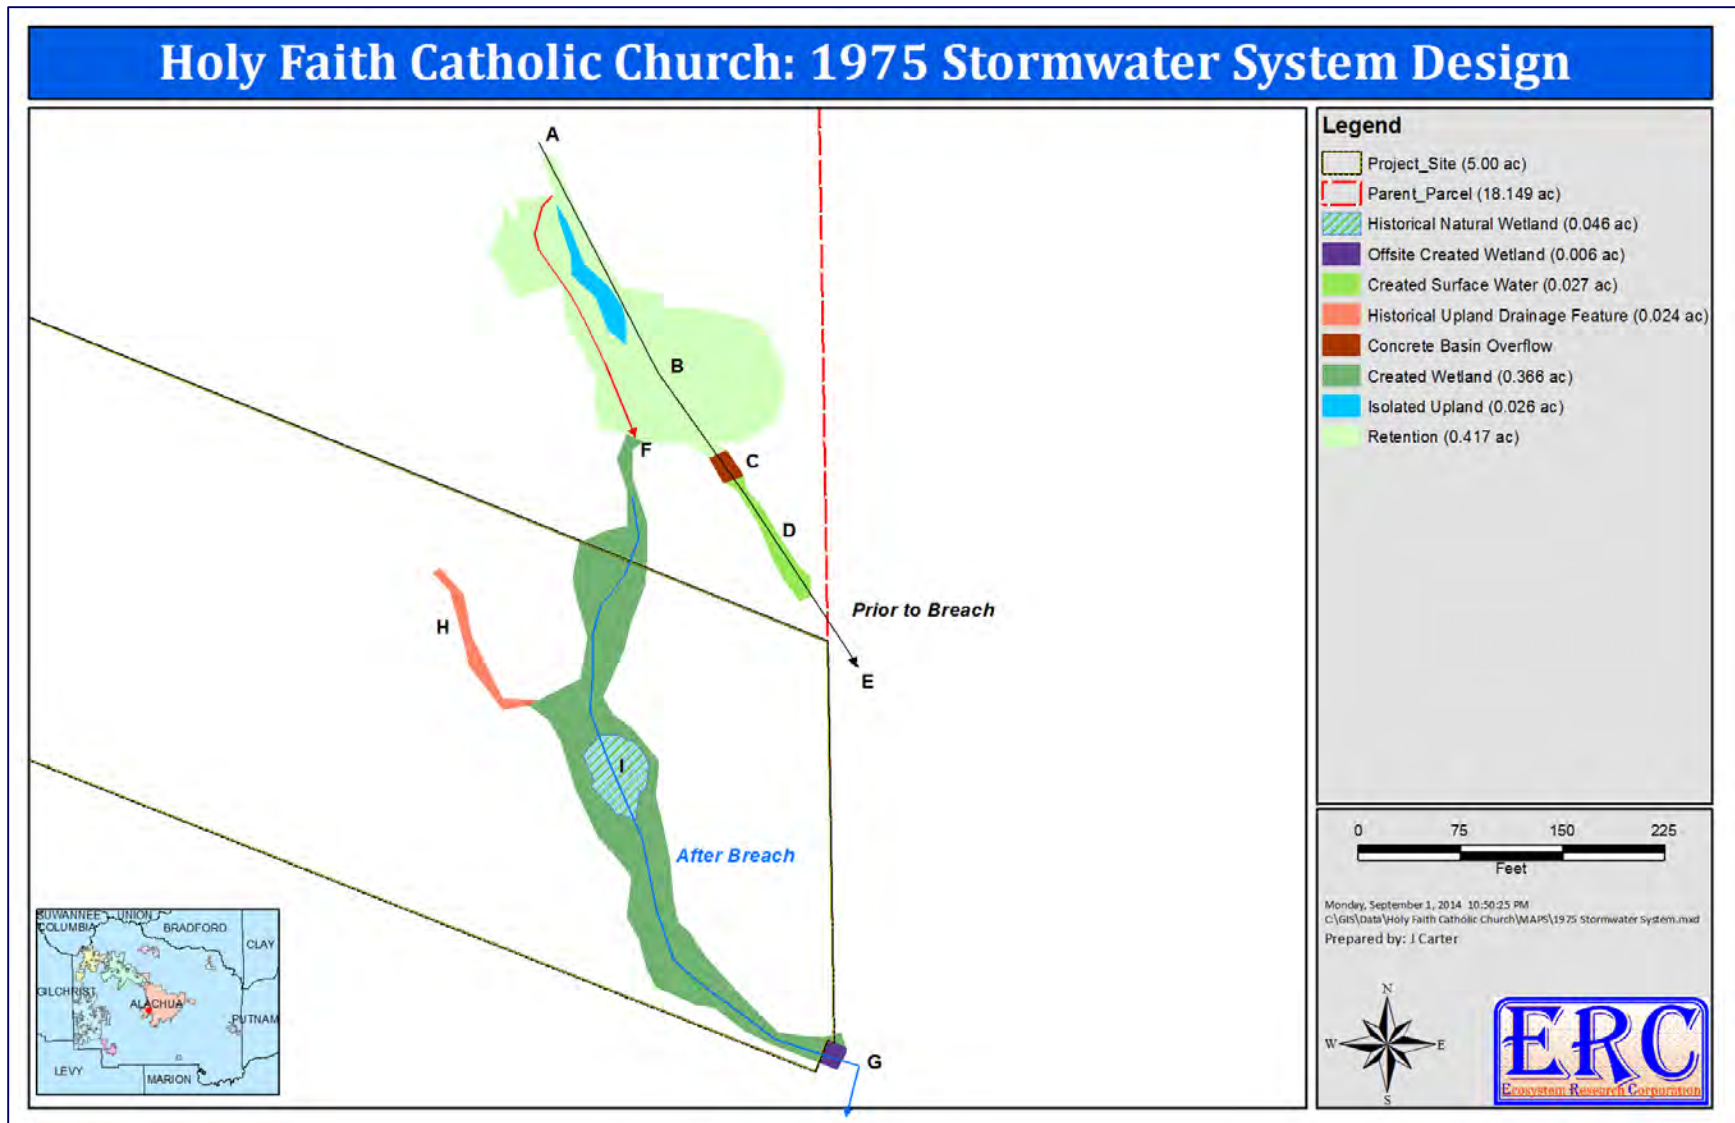 Holy Faith Catholic Church: 1975 Stormwater System Design
A
B
C
D
E
F
G
H
I
Prior to Breach
After Breach
SUWANNEE
UNION
COLUMBIA
BRADFORD
CLAY
GILCHRIST
ALACHUA
PUTNAM
LEVY
MARION
Legend
Project_Site (5.00 ac)
Parent_Parcel (18.149 ac)
Historical Natural Wetland (0.046 ac)
Offsite Created Wetland (0.006 ac)
Created Surface Water (0.027 ac)
Historical Upland Drainage Feature (0.024 ac)
Concrete Basin Overflow
Created Wetland (0.366 ac)
Isolated Upland (0.026 ac)
Retention (0.417 ac)
0 75 150 225
Feet
Monday, September 1, 2014 10:50:25 PM
C:\GIS\Data\Holy Faith Catholic Church\MAPS\1975 Stormwater System.mxd
Prepared by: J Carter
N
W E
S
ERC
Ecosystem Research Corporation